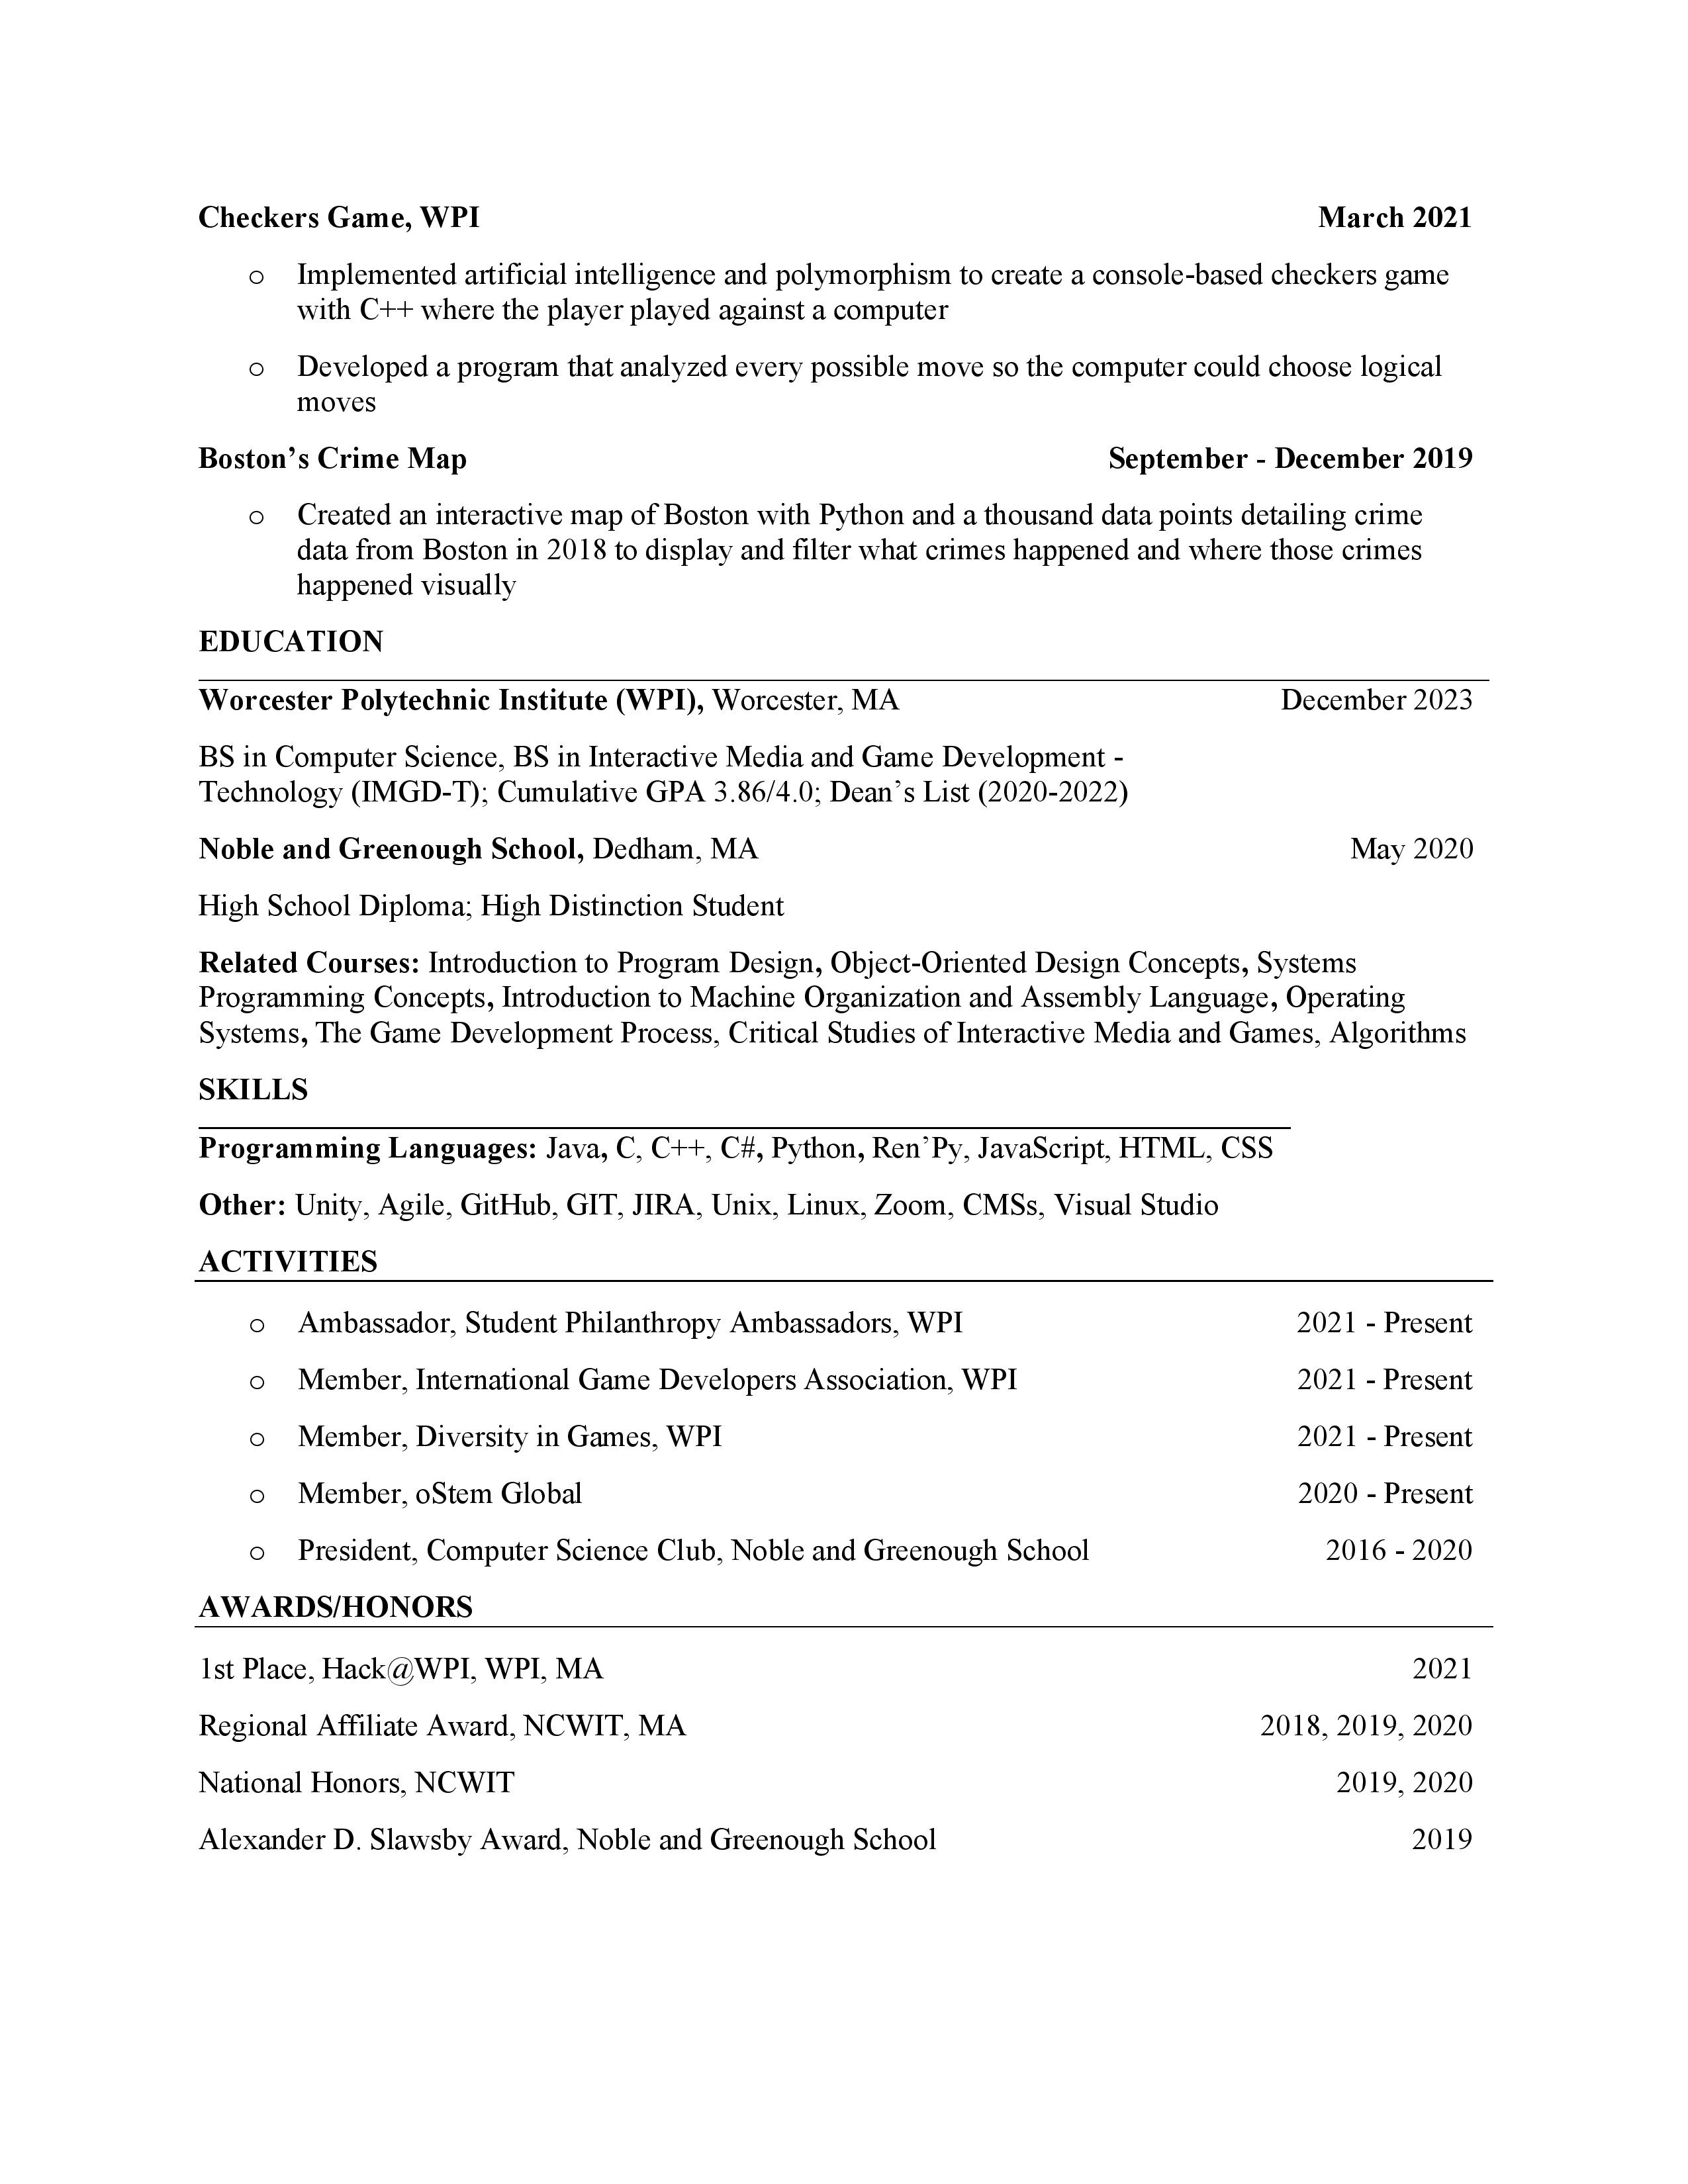 Checkers Game, WPI March 2021
o Implemented artificial intelligence and polymorphism to create a console-based checkers game
with C++ where the player played against a computer
o Developed a program that analyzed every possible move so the computer could choose logical
moves
Boston’s Crime Map September - December 2019
o Created an interactive map of Boston with Python and a thousand data points detailing crime
data from Boston in 2018 to display and filter what crimes happened and where those crimes
happened visually
EDUCATION
Worcester Polytechnic Institute (WPI), Worcester, MA December 2023
BS in Computer Science, BS in Interactive Media and Game Development -
Technology (IMGD-T); Cumulative GPA 3.86/4.0; Dean’s List (2020-2022)
Noble and Greenough School, Dedham, MA May 2020
High School Diploma; High Distinction Student
Related Courses: Introduction to Program Design, Object-Oriented Design Concepts, Systems
Programming Concepts, Introduction to Machine Organization and Assembly Language, Operating
Systems, The Game Development Process, Critical Studies of Interactive Media and Games, Algorithms
SKILLS
Programming Languages: Java, C, C++, C#, Python, Ren’Py, JavaScript, HTML, CSS
Other: Unity, Agile, GitHub, GIT, JIRA, Unix, Linux, Zoom, CMSs, Visual Studio
ACTIVITIES
o Ambassador, Student Philanthropy Ambassadors, WPI 2021 - Present
o Member, International Game Developers Association, WPI 2021 - Present
o Member, Diversity in Games, WPI 2021 - Present
o Member, oStem Global 2020 - Present
o President, Computer Science Club, Noble and Greenough School 2016 - 2020
AWARDS/HONORS
1st Place, Hack@WPI, WPI, MA 2021
Regional Affiliate Award, NCWIT, MA 2018, 2019, 2020
National Honors, NCWIT 2019, 2020
Alexander D. Slawsby Award, Noble and Greenough School 2019